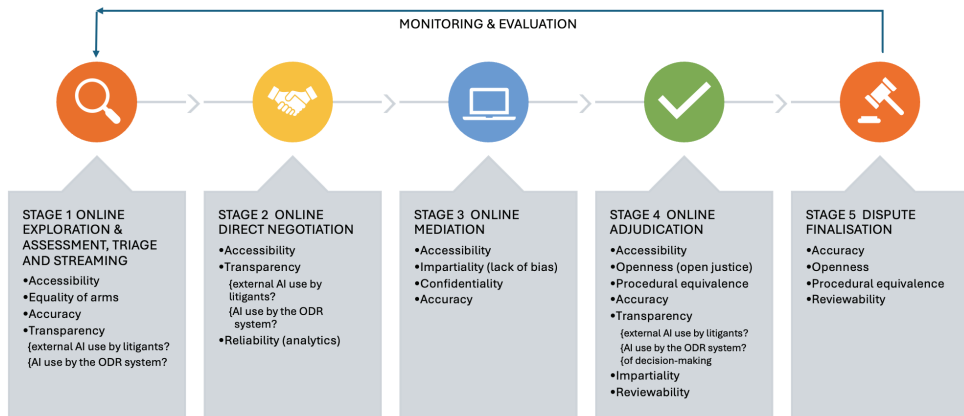 MONITORING & EVALUATION
STAGE 1 ONLINE
EXPLORATION &
ASSESSMENT, TRIAGE
AND STREAMING
•Accessibility
•Equality of arms
•Accuracy
•Transparency
{external AI use by litigants?
{AI use by the ODR system?
STAGE 2 ONLINE
DIRECT NEGOTIATION
•Accessibility
•Transparency
{external AI use by
litigants?
{AI use by the ODR
system?
•Reliability (analytics)
STAGE 3 ONLINE
MEDIATION
•Accessibility
•Impartiality (lack of bias)
•Confidentiality
•Accuracy
STAGE 4 ONLINE
ADJUDICATION
•Accessibility
•Openness (open justice)
•Procedural equivalence
•Accuracy
•Transparency
{external AI use by litigants?
{AI use by the ODR system?
{of decision-making
•Impartiality
•Reviewability
STAGE 5 DISPUTE
FINALISATION
•Accuracy
•Openness
•Procedural equivalence
•Reviewability